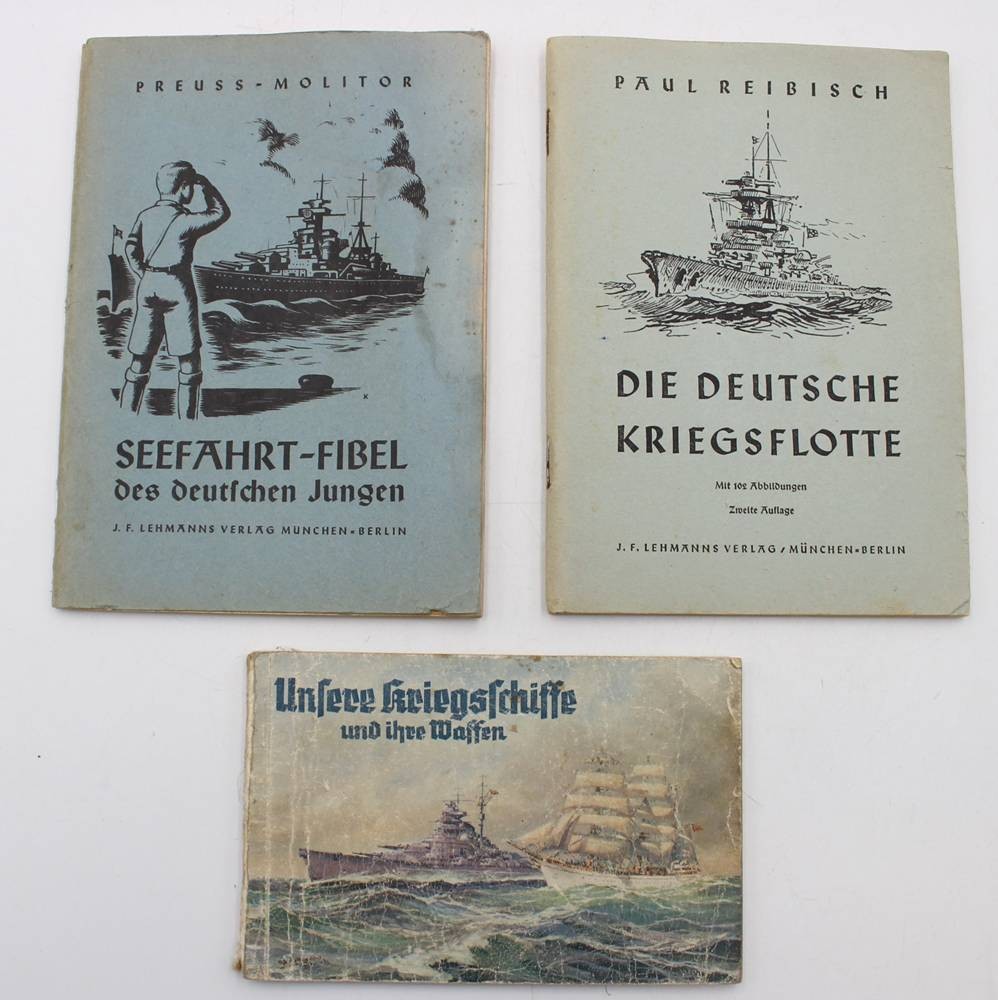 PREUSS-MOLITOR
K
SEEFAHRT-FIBEL
des deutſchen Jungen
J. F. LEHMANNS VERLAG MÜNCHEN-BERLIN
PAUL REIBISCH
DIE DEUTSCHE
KRIEGSFLOTTE
Mit 102 Abbildungen
Zweite Auflage
J. F. LEHMANNS VERLAG / MÜNCHEN-BERLIN
Unſere Kriegsſchiffe
und ihre Waffen